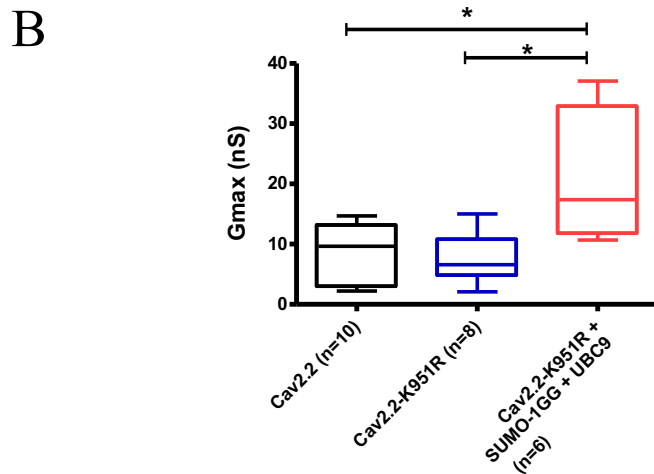 B
*
*
40
30
20
10
0
Gmax (nS)
Cav2.2 (n=10)
Cav2.2-K951R (n=8)
Cav2.2-K951R +
SUMO-1GG + UBC9
(n=6)